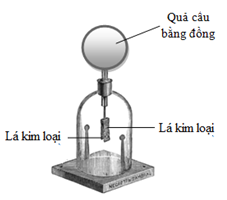 Quả cầu
bằng đồng
Lá kim loại
Lá kim loại